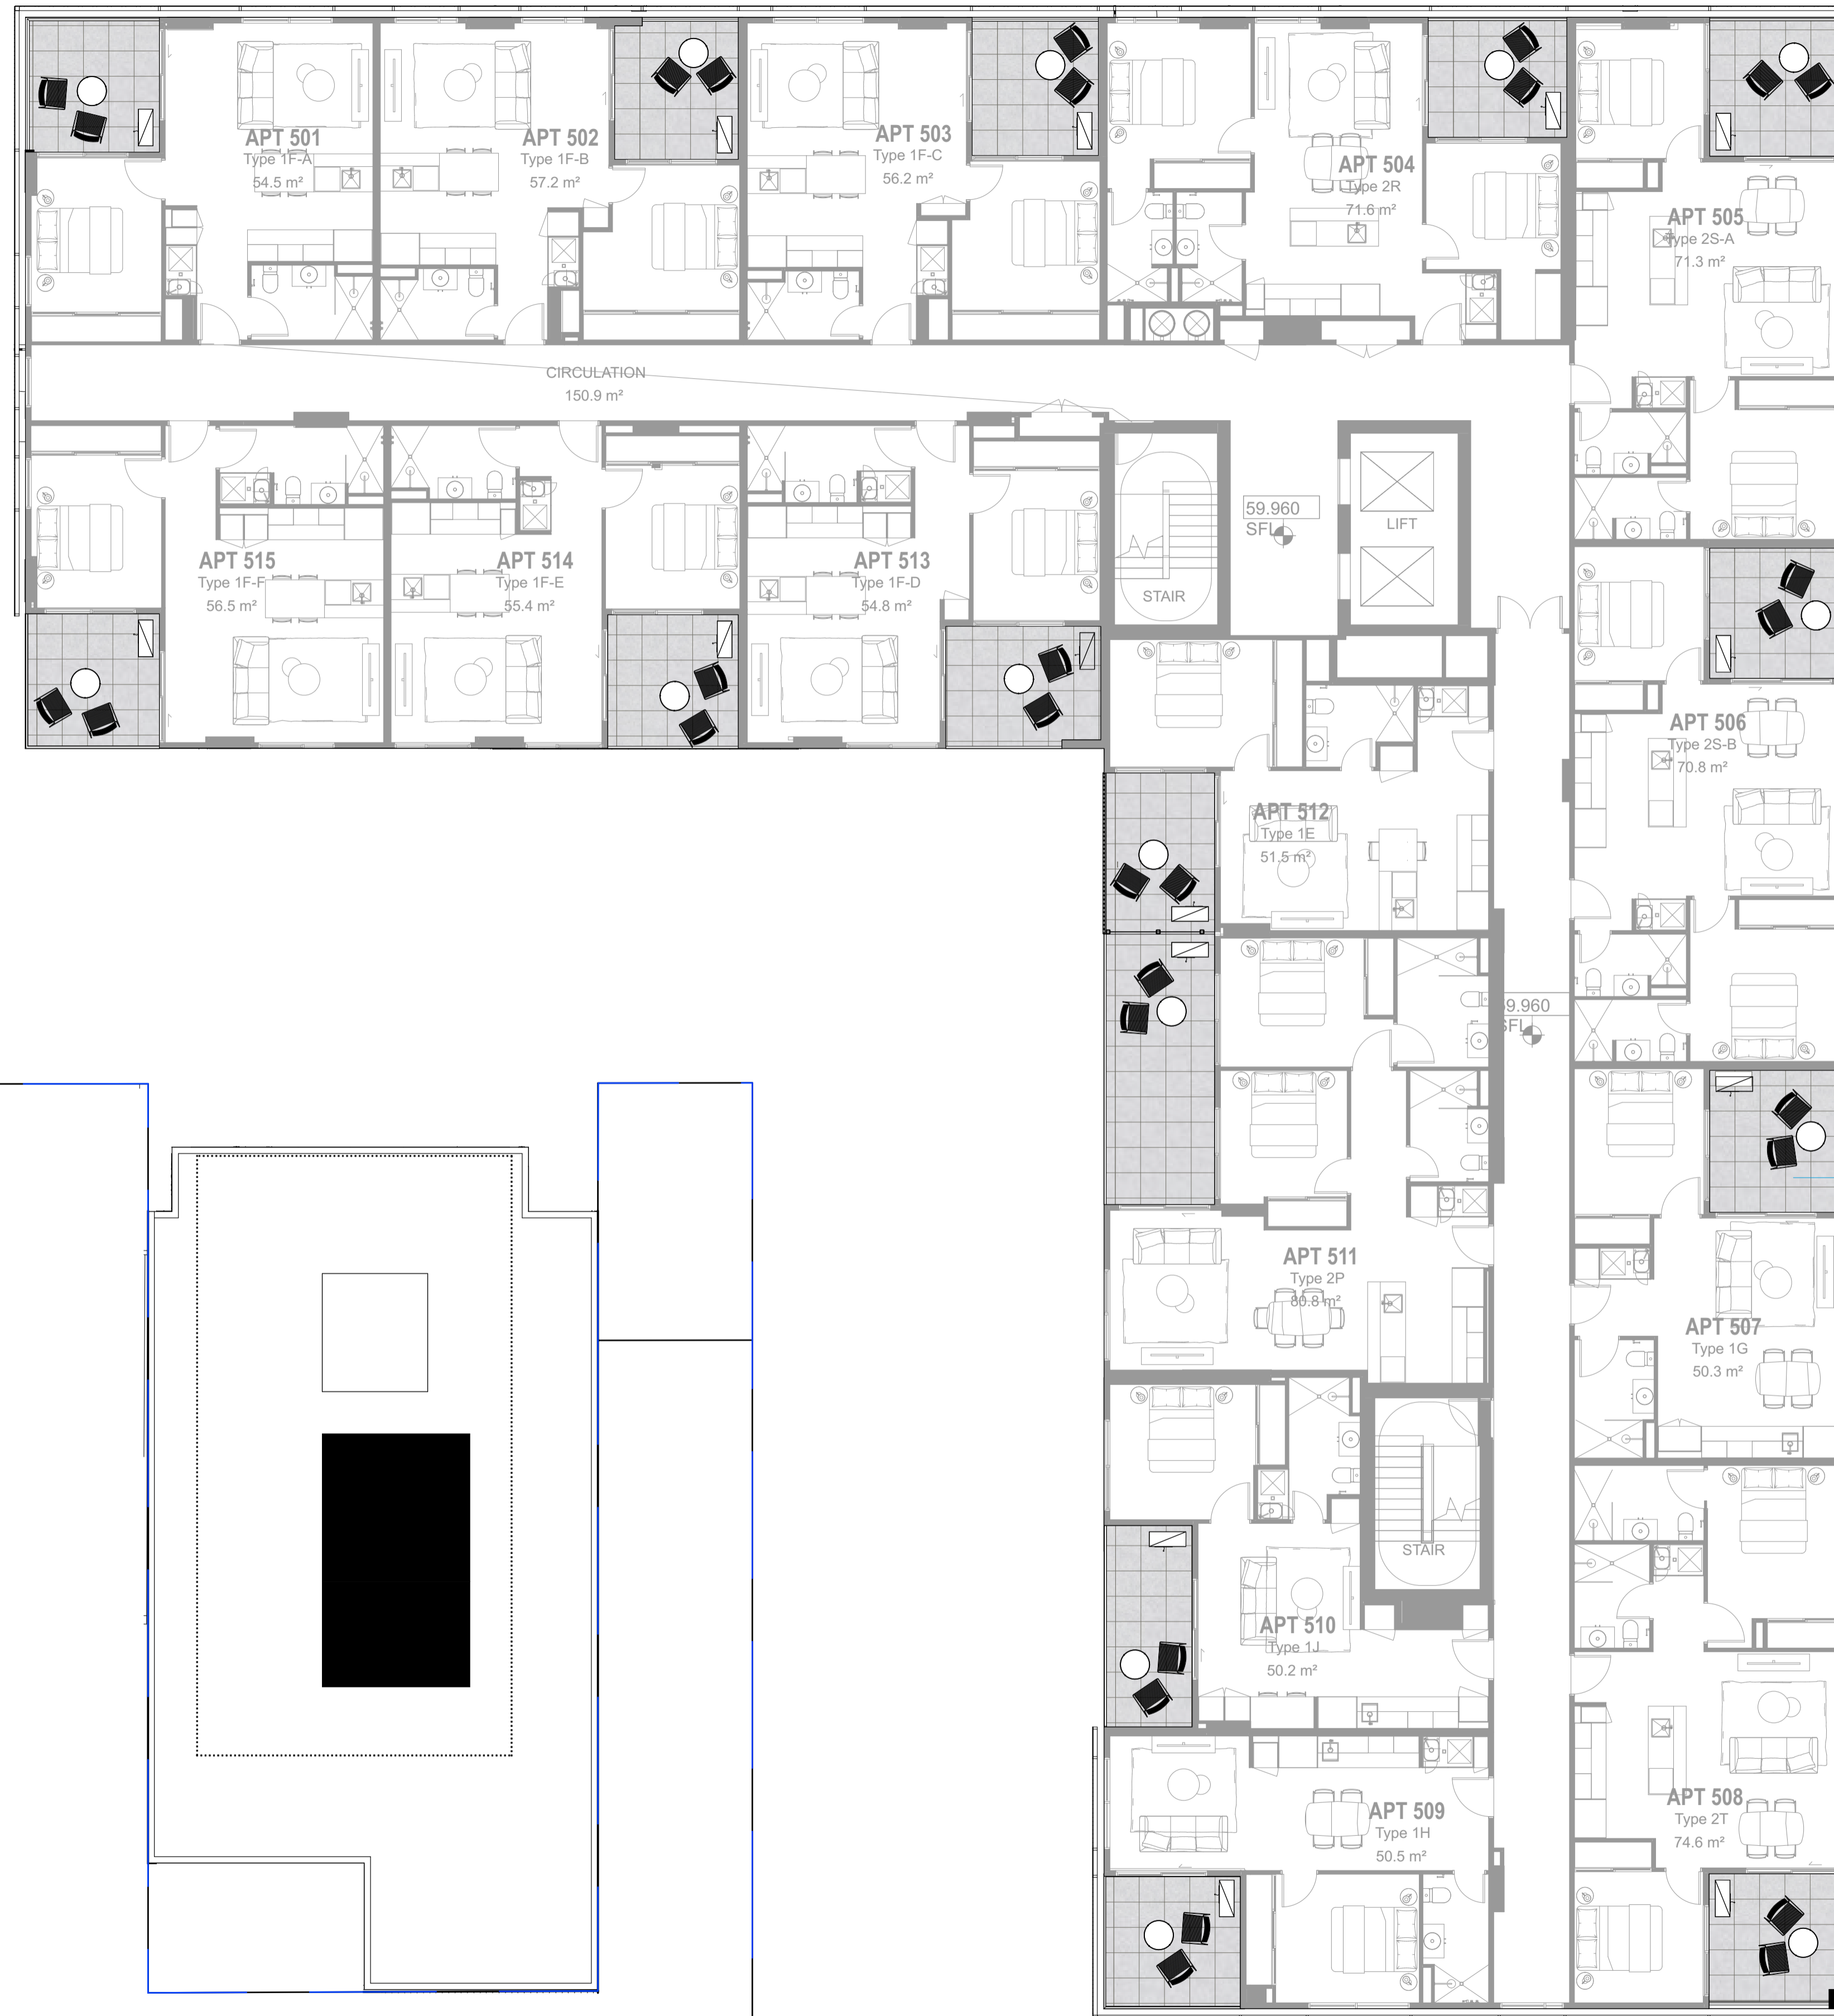 APT 501
Type 1F-A
54.5 m²
APT 502
Type 1F-B
57.2 m²
APT 503
Type 1F-C
56.2 m²
APT 504
Type 2R
71.6 m²
APT 505
Type 2S-A
71.3 m²
CIRCULATION
150.9 m²
59.960
SFL
LIFT
STAIR
APT 515
Type 1F-F
56.5 m²
APT 514
Type 1F-E
55.4 m²
APT 513
Type 1F-D
54.8 m²
APT 506
Type 2S-B
70.8 m²
APT 512
Type 1E
51.5 m²
59.960
SFL
APT 511
Type 2P
80.8 m²
APT 507
Type 1G
50.3 m²
STAIR
APT 510
Type 1J
50.2 m²
APT 509
Type 1H
50.5 m²
APT 508
Type 2T
74.6 m²